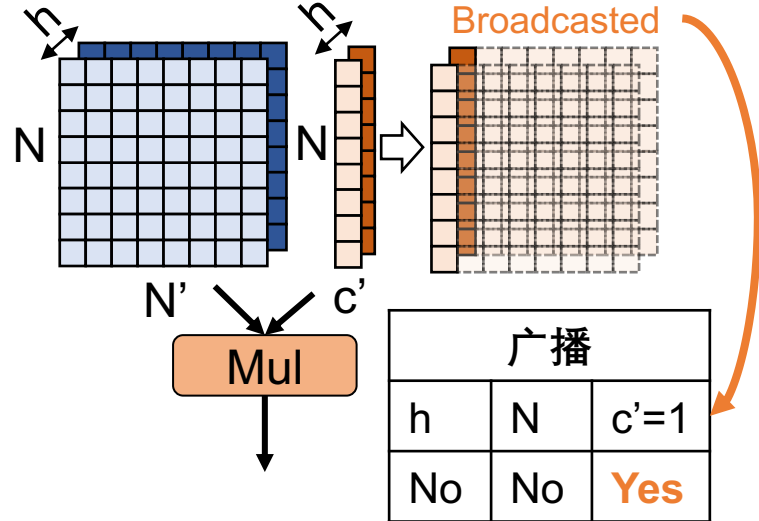 h
h
Broadcasted
N
N
N’
c’
Mul
广播
h N c’=1
No No Yes